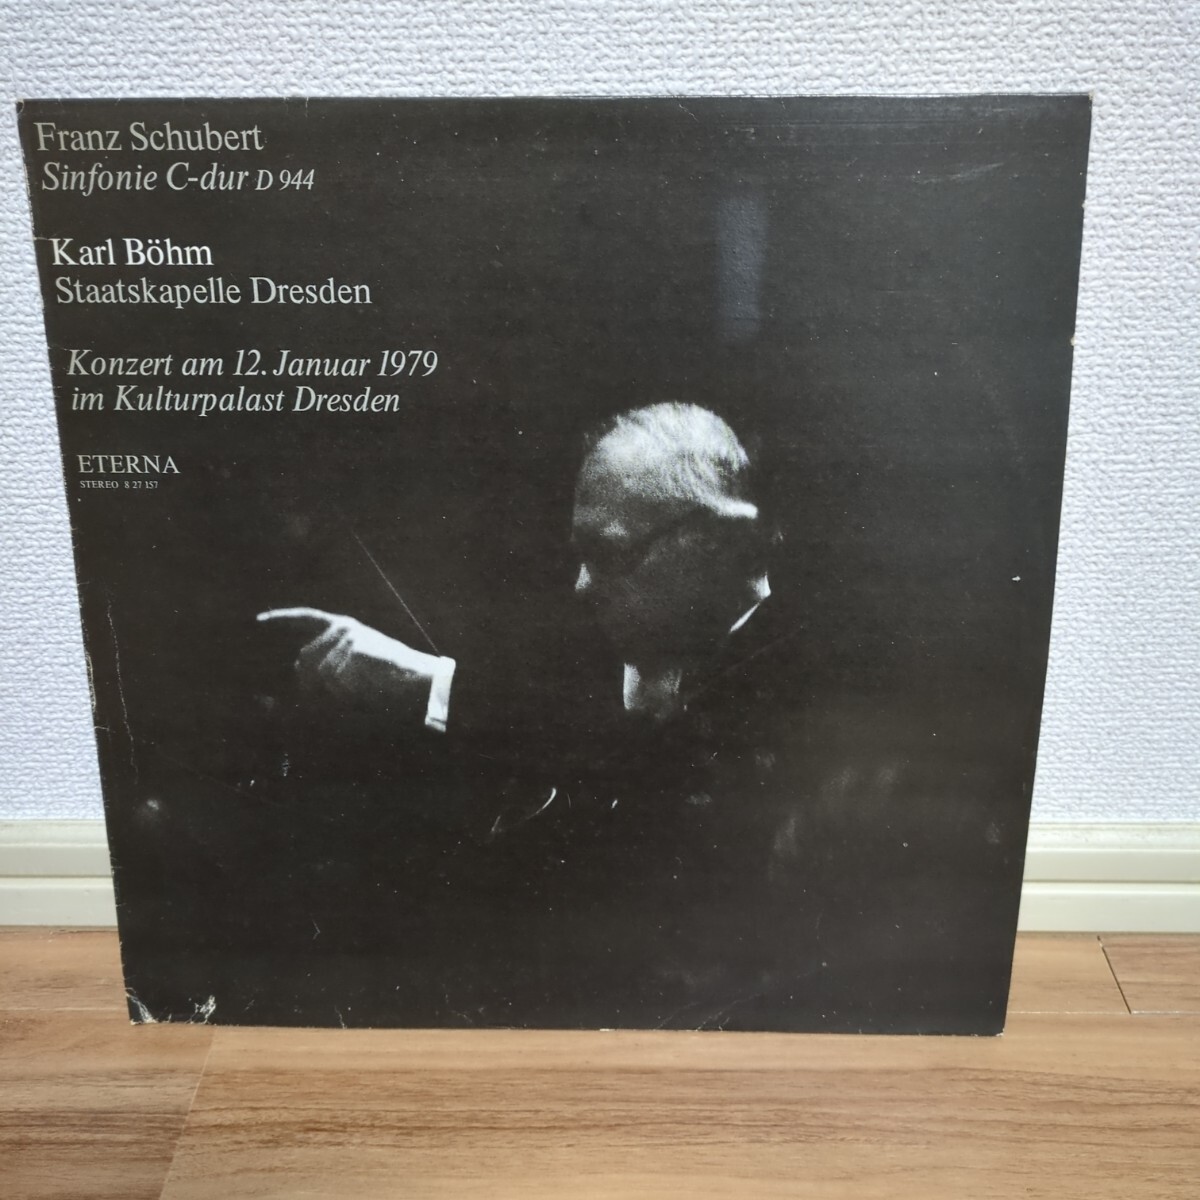 Franz Schubert
Sinfonie C-dur D 944
Karl Böhm
Staatskapelle Dresden
Konzert am 12. Januar 1979
im Kulturpalast Dresden
ETERNA
STEREO 8 27 157